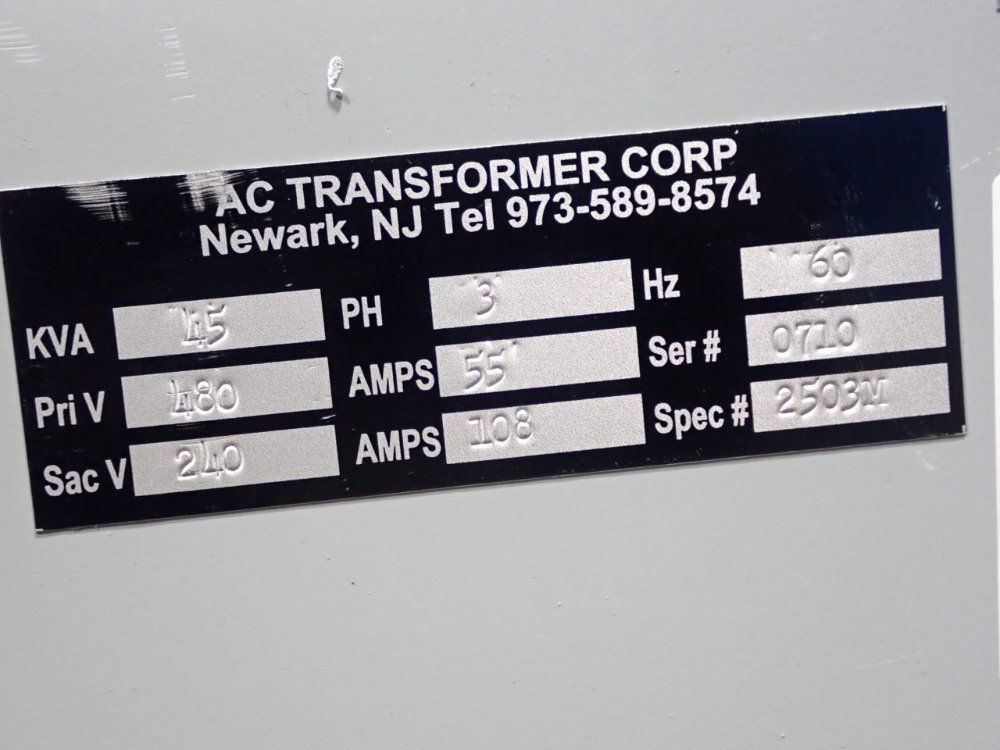 AC TRANSFORMER CORP
Newark, NJ Tel 973-589-8574
KVA 45 PH 3 Hz 60
Pri V 480 AMPS 55 Ser # 0710
Sac V 240 AMPS 108 Spec # 2503M